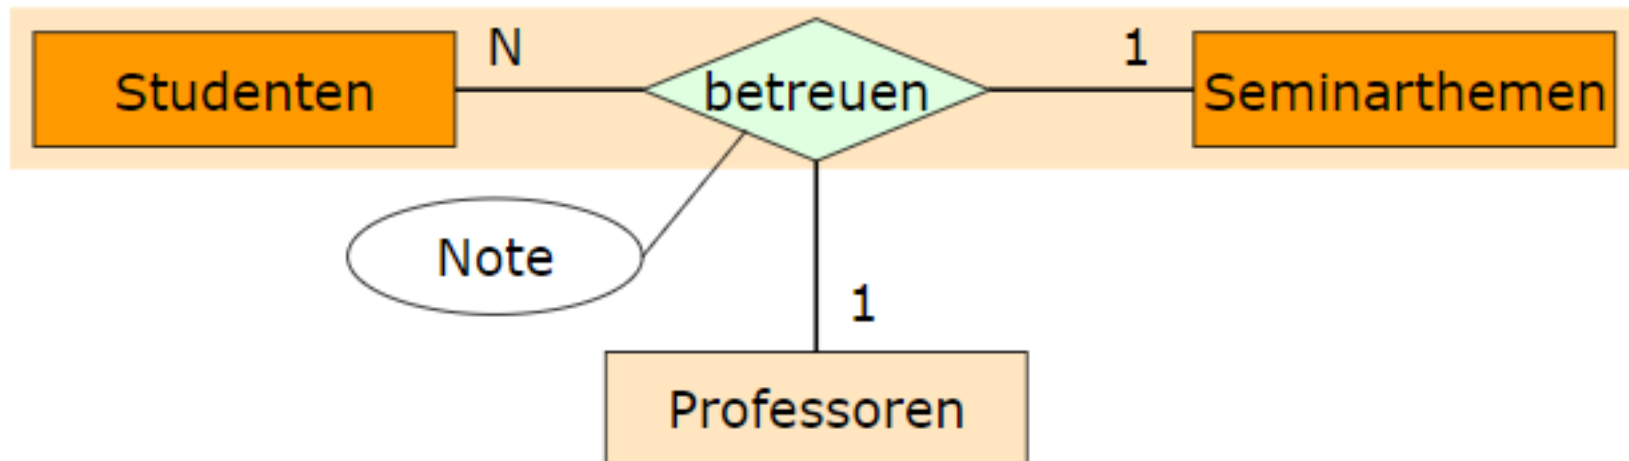 N
1
Studenten
betreuen
Seminarthemen
Note
1
Professoren